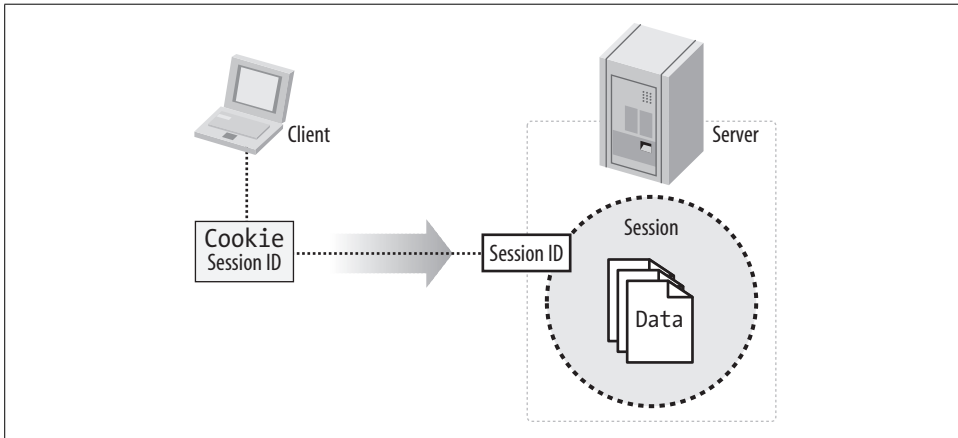 Client
Server
Cookie
Session ID
Session ID
Session
Data